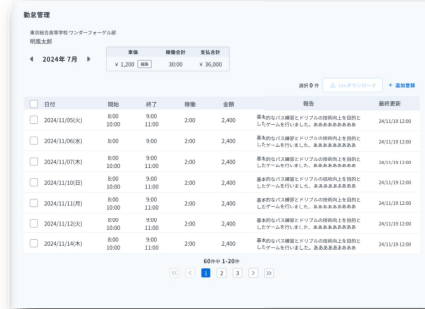 勤怠管理
東京総合高等学校 ワンダーフォーゲル部
明風太郎
2024年 7月
単価 稼働合計 支払合計
¥ 1,200 編集 30:00 ¥ 36,000
選択 0 件 ダウンロード + 追加登録
日付 開始 終了 稼働 金額 報告 最終更新
2024/11/05(火) 8:00 10:00 9:00 11:00 2:00 2,400 基本的なパス練習とドリブルの技術向上を目的と
したゲームを行いました。ああああああああ 24/11/19 12:00
2024/11/06(水) 8:00 9:00 2:00 2,400 基本的なパス練習とドリブルの技術向上を目的と
したゲームを行いました。ああああああああ 24/11/19 12:00
2024/11/07(木) 8:00 10:00 9:00 11:00 2:00 2,400 基本的なパス練習とドリブルの技術向上を目的と
したゲームを行いました。ああああああああ 24/11/19 12:00
2024/11/10(日) 8:00 10:00 9:00 11:00 2:00 2,400 基本的なパス練習とドリブルの技術向上を目的と
したゲームを行いました。ああああああああ 24/11/19 12:00
2024/11/11(月) 8:00 10:00 9:00 11:00 2:00 2,400 基本的なパス練習とドリブルの技術向上を目的と
したゲームを行いました。ああああああああ 24/11/19 12:00
2024/11/12(火) 8:00 10:00 9:00 11:00 2:00 2,400 基本的なパス練習とドリブルの技術向上を目的と
したゲームを行いました。ああああああああ 24/11/19 12:00
2024/11/14(木) 8:00 10:00 9:00 11:00 2:00 2,400 基本的なパス練習とドリブルの技術向上を目的と
したゲームを行いました。ああああああああ 24/11/19 12:00
60件中 1-20件
1 2 3